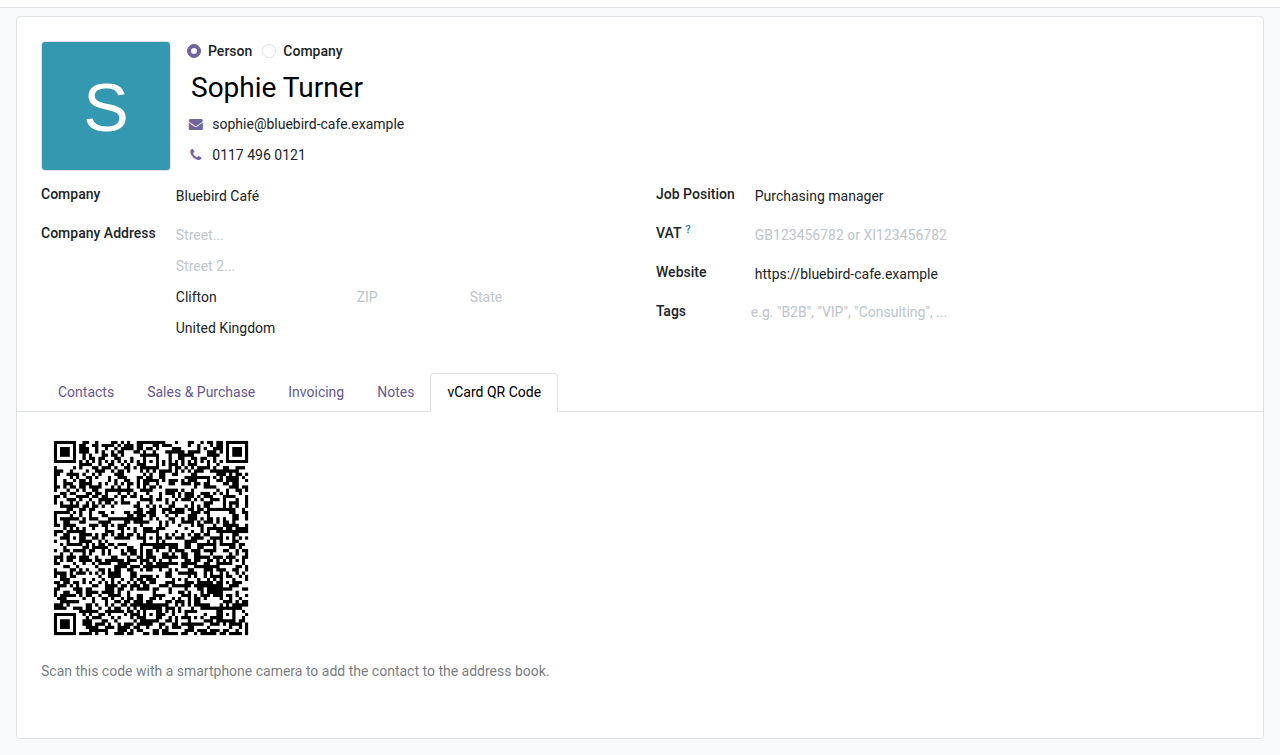 S
Person Company
Sophie Turner
sophie@bluebird-cafe.example
0117 496 0121
Company Bluebird Café
Job Position Purchasing manager
Company Address Street...
VAT ? GB123456782 or XI123456782
Street 2...
Website https://bluebird-cafe.example
Clifton ZIP State
Tags e.g. "B2B", "VIP", "Consulting", ...
United Kingdom
Contacts Sales & Purchase Invoicing Notes vCard QR Code
Scan this code with a smartphone camera to add the contact to the address book.